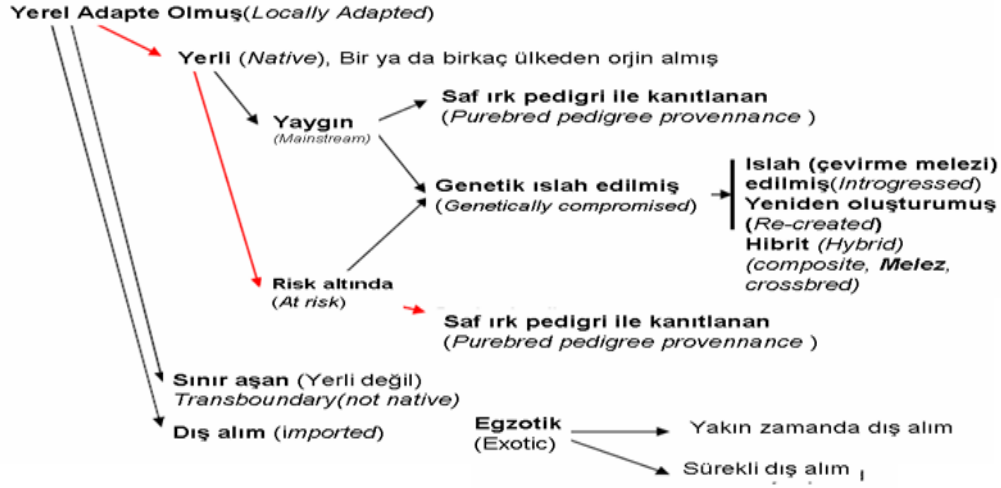 Yerel Adapte Olmuş(Locally Adapted)
Yerli (Native), Bir ya da birkaç ülkeden orjin almış
Saf ırk pedigri ile kanıtlanan
(Purebred pedigree provennance )
Yaygın
(Mainstream)
Genetik ıslah edilmiş
(Genetically compromised)
Islah (çevirme melezi)
edilmiş(Introgressed)
Yeniden oluşturumuş
(Re-created)
Hibrit (Hybrid)
(composite, Melez,
crossbred)
Risk altında
(At risk)
Saf ırk pedigri ile kanıtlanan
(Purebred pedigree provennance )
Sınır aşan (Yerli değil)
Transboundary(not native)
Dış alım (imported)
Egzotik
(Exotic)
Yakın zamanda dış alım
Sürekli dış alım